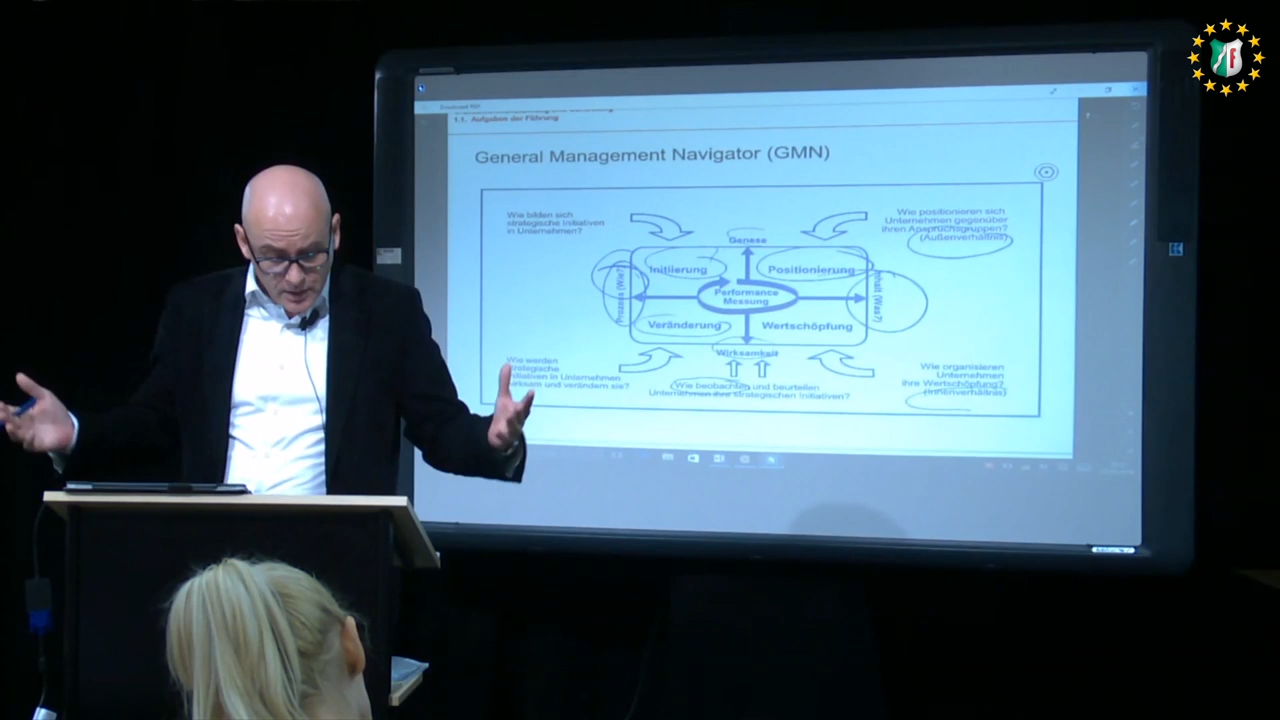 1.1. Aufgaben der Führung
General Management Navigator (GMN)
Wie bilden sich
strategische Initiativen
in Unternehmen?
Wie positionieren sich
Unternehmen gegenüber
ihren Anspruchsgruppen?
(Außenverhältnis)
Genese
Initiierung
Positionierung
Prozess (Wie?)
Performance
Messung
Inhalt (Was?)
Veränderung
Wertschöpfung
Wirksamkeit
Wie werden
strategische
Initiativen in Unternehmen
wirksam und verändern sie?
Wie beobachten und beurteilen
Unternehmen ihre strategischen Initiativen?
Wie organisieren
Unternehmen
ihre Wertschöpfung?
(Innenverhältnis)
F